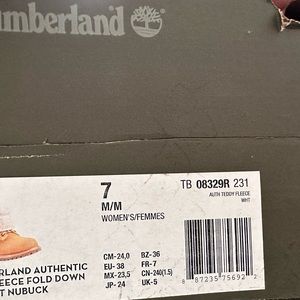 Timberland
7
M/M
WOMEN'S/FEMMES
TB 08329R 231
AUTH TEDDY FLEECE
WHT
CM-24,0 BZ-36
EU-38 FR-7
MX-23,5 CN-240(1.5)
JP-24 UK-5
RLAND AUTHENTIC
EECE FOLD DOWN
T NUBUCK
8 87235 75692 2